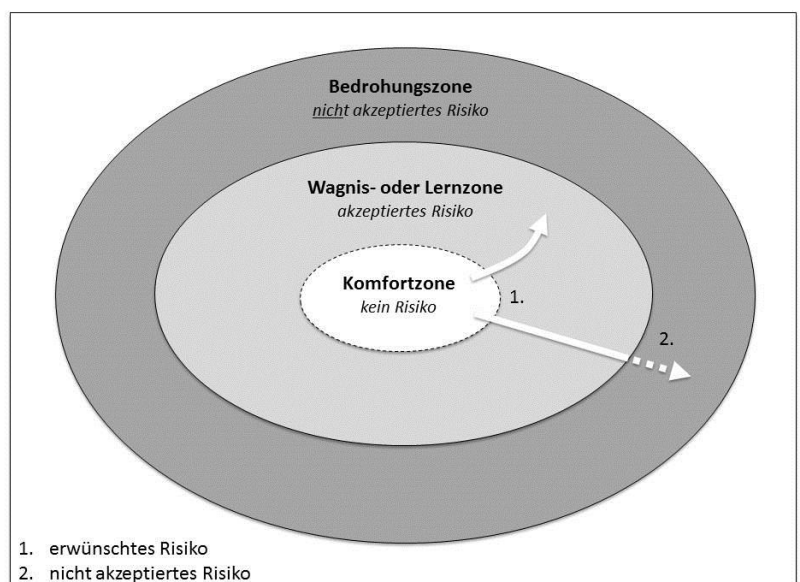 Bedrohungszone
nicht akzeptiertes Risiko
Wagnis- oder Lernzone
akzeptiertes Risiko
Komfortzone
kein Risiko
1.
2.
1. erwünschtes Risiko
2. nicht akzeptiertes Risiko